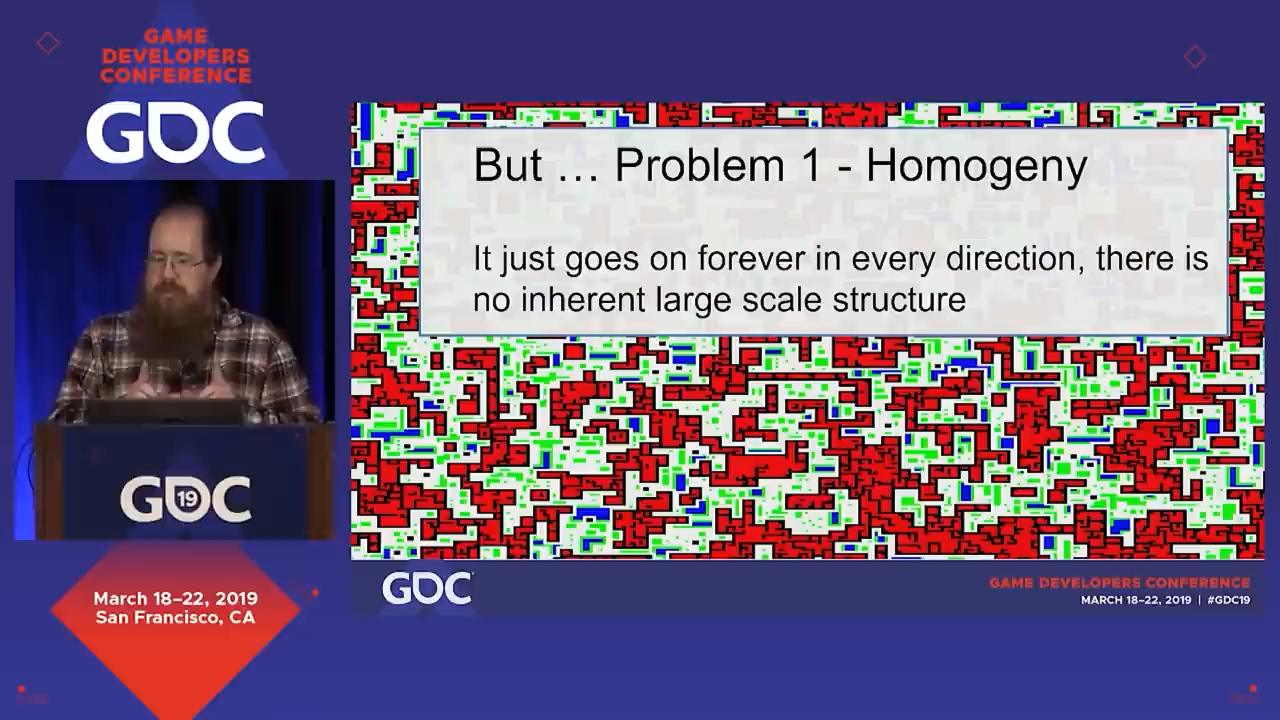 GAME
DEVELOPERS
CONFERENCE
GDC
But … Problem 1 - Homogeny
It just goes on forever in every direction, there is
no inherent large scale structure
GDC
19
March 18–22, 2019
San Francisco, CA
GDC
GAME DEVELOPERS CONFERENCE
MARCH 18–22, 2019 | #GDC19